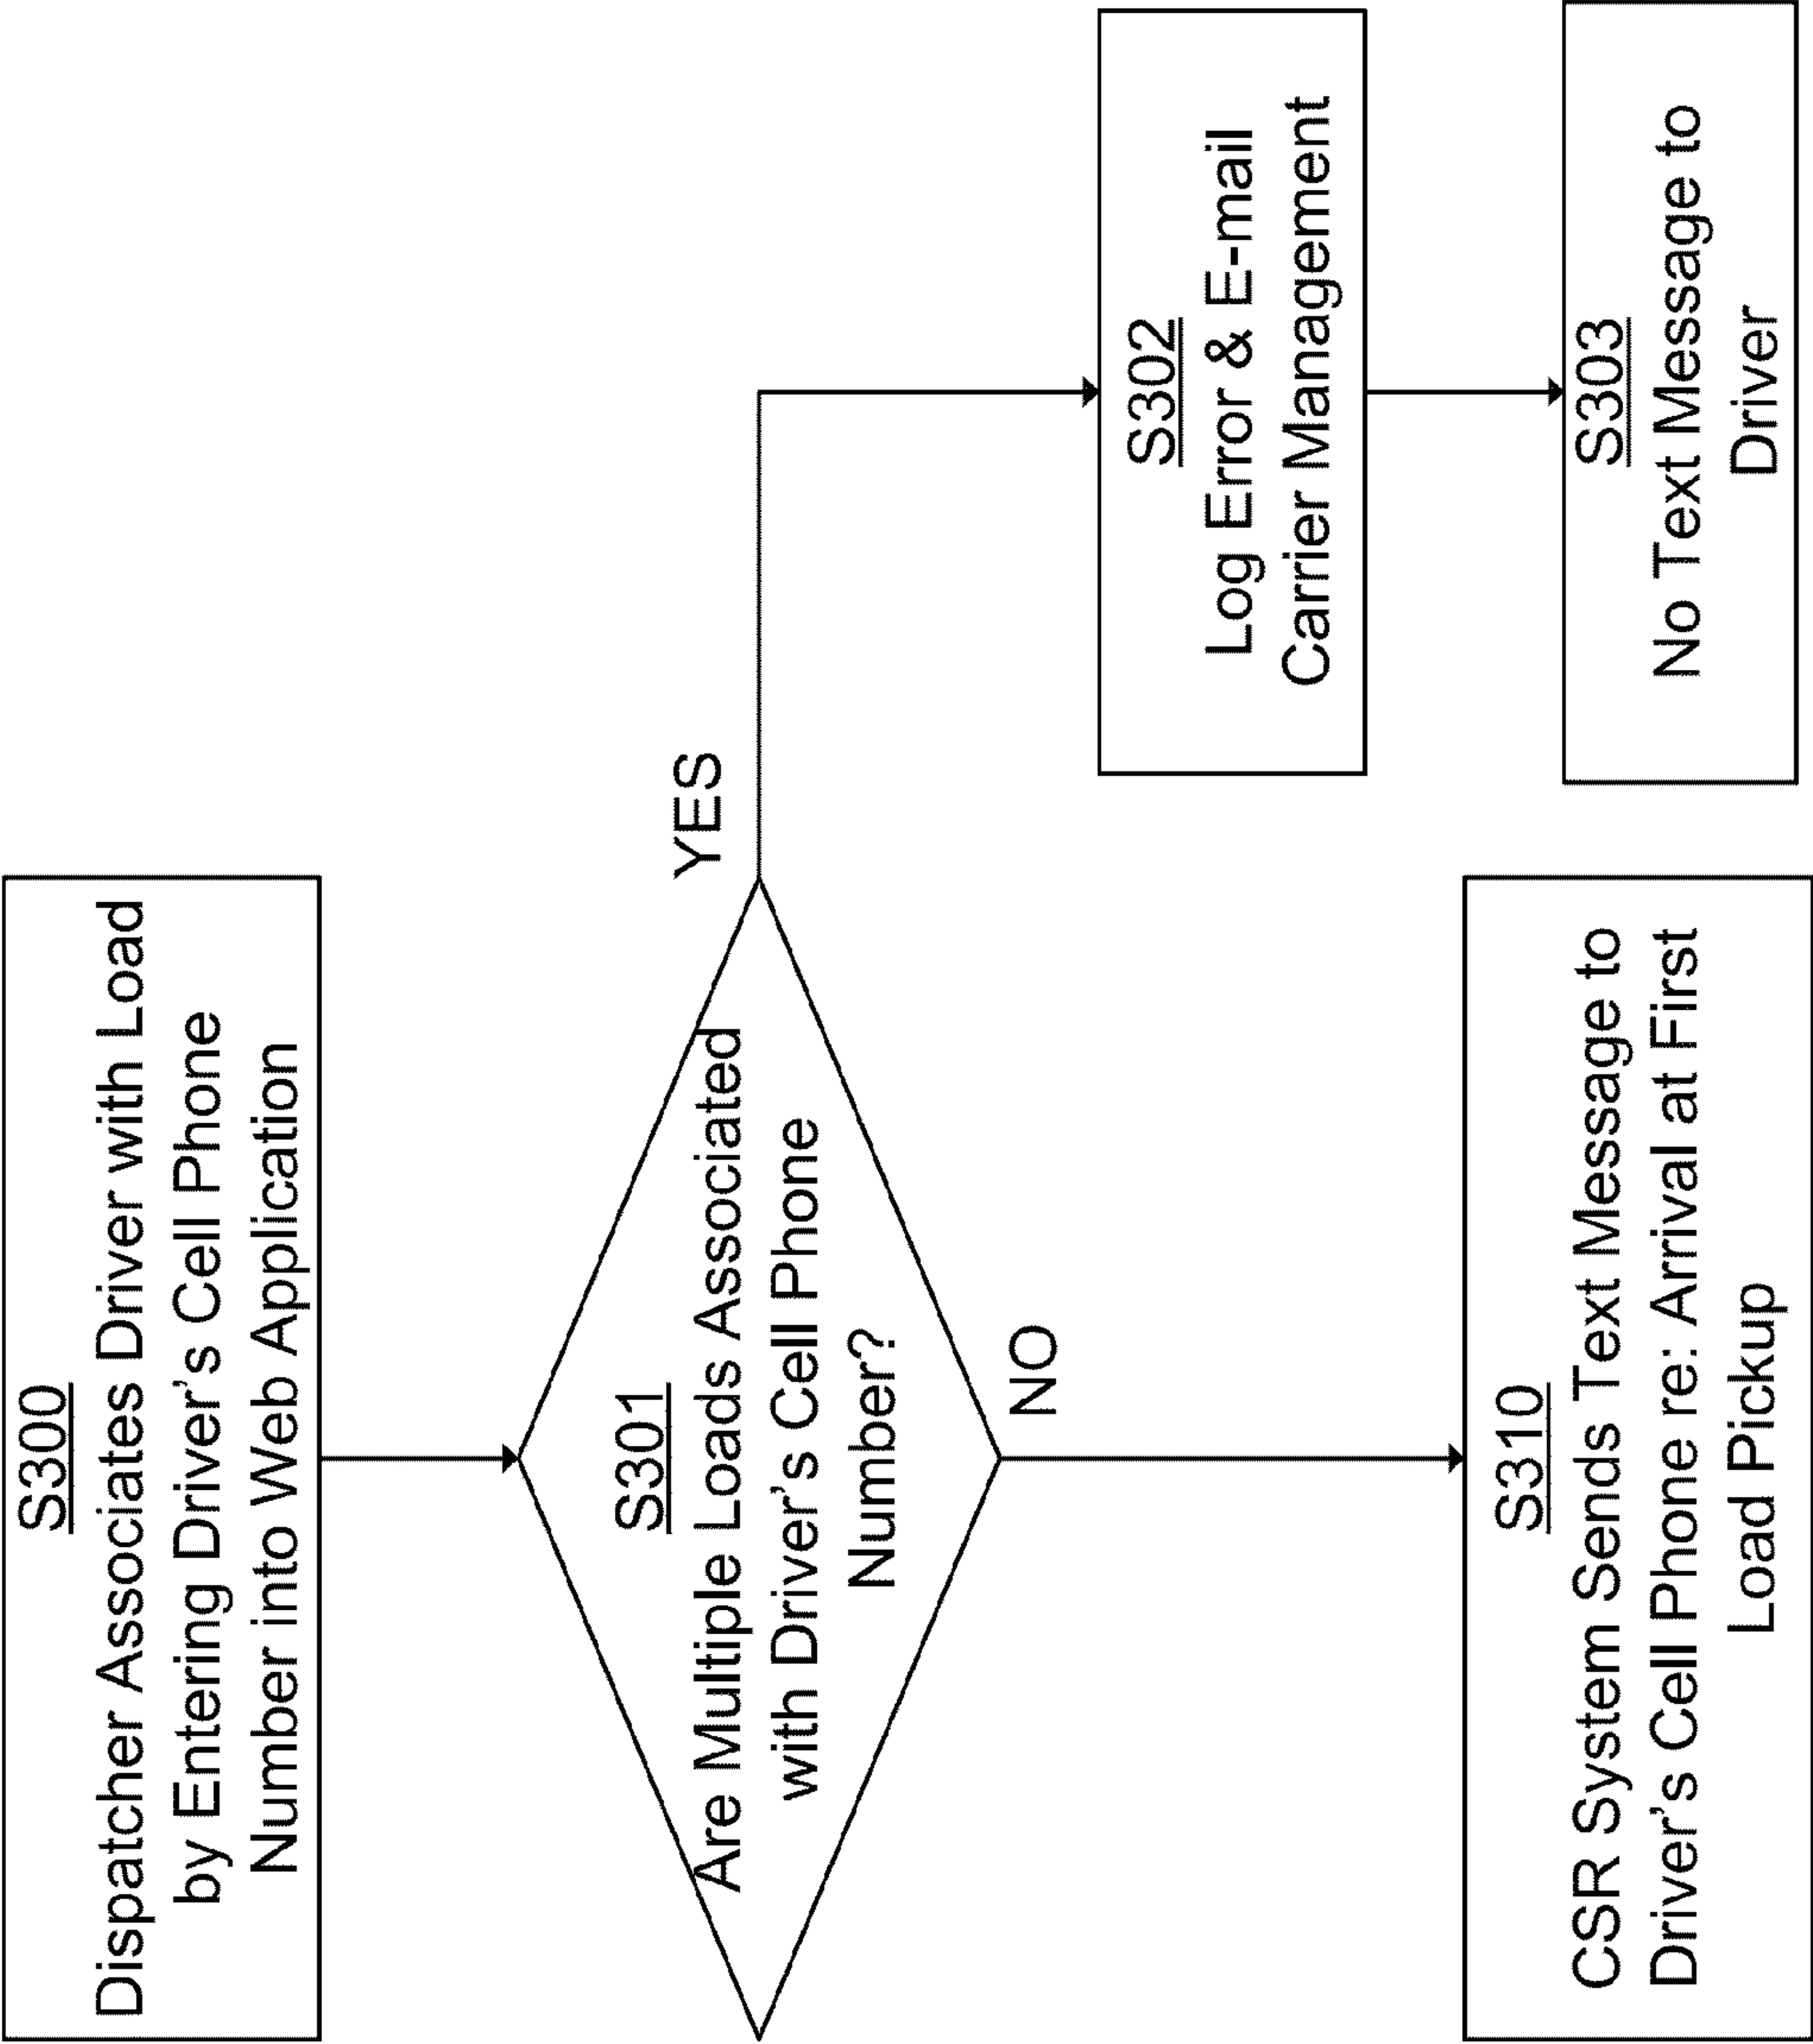 S300
Dispatcher Associates Driver with Load
by Entering Driver's Cell Phone
Number into Web Application
S301
Are Multiple Loads Associated
with Driver's Cell Phone
Number?
YES
S302
Log Error & E-mail
Carrier Management
S303
No Text Message to
Driver
NO
S310
CSR System Sends Text Message to
Driver's Cell Phone re: Arrival at First
Load Pickup